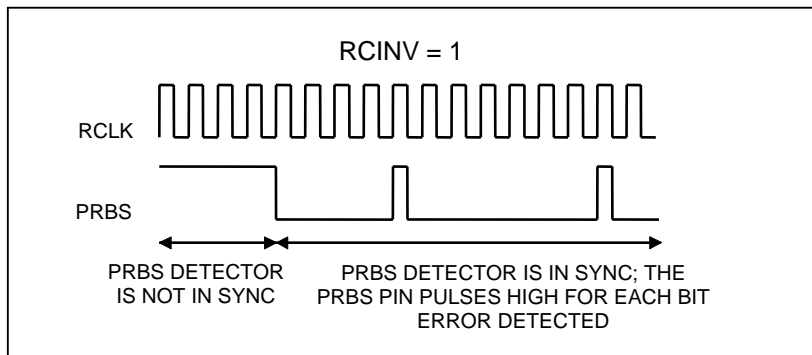 RCINV = 1
RCLK
PRBS
PRBS DETECTOR
IS NOT IN SYNC
PRBS DETECTOR IS IN SYNC; THE
PRBS PIN PULSES HIGH FOR EACH BIT
ERROR DETECTED